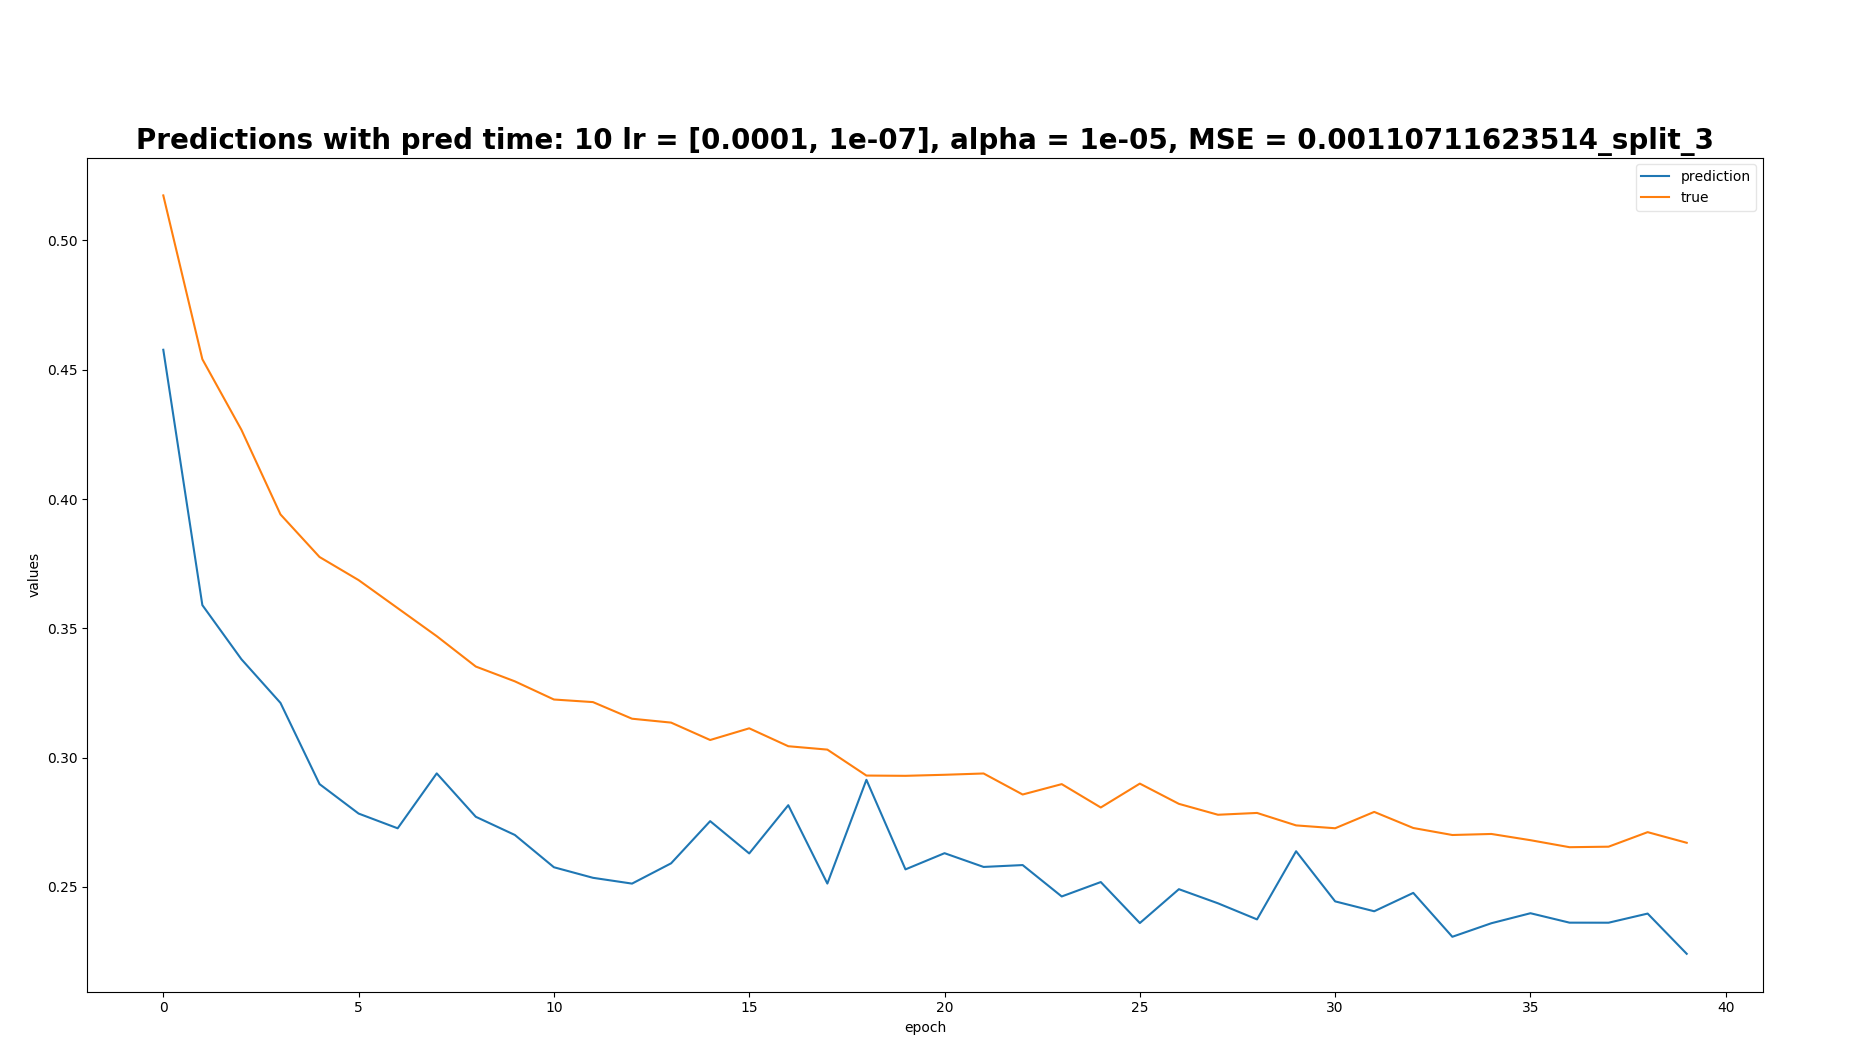 Predictions with pred time: 10 lr = [0.0001, 1e-07], alpha = 1e-05, MSE = 0.00110711623514_split_3
prediction
true
0.50
0.45
0.40
0.35
0.30
0.25
values
0 5 10 15 20 25 30 35 40
epoch